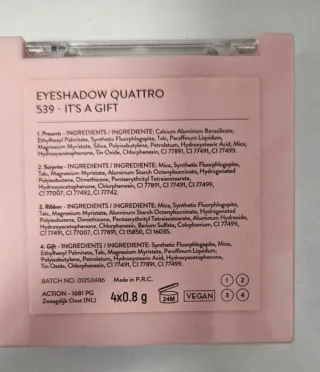 EYESHADOW QUATTRO
539 - IT'S A GIFT
1. Presents - INGREDIENTS / INGREDIENTE: Calcium Aluminum Borosilicate,
Ethylhexyl Palmitate, Synthetic Fluorphlogopite, Talc, Paraffinum Liquidum,
Magnesium Myristate, Silica, Polyisobutylene, Petrolatum, Hydroxystearic Acid, Mica,
Hydroxyacetophenone, Tin Oxide, Chlorphenesin, CI 77891, CI 77491, CI 77499.
2. Surprise - INGREDIENTS / INGREDIENTE: Mica, Synthetic Fluorphlogopite,
Talc, Magnesium Myristate, Aluminum Starch Octenylsuccinate, Hydrogenated
Polyisobutene, Dimethicone, Pentaerythrityl Tetraisostearate,
Hydroxyacetophenone, Chlorphenesin, CI 77891, CI 77491, CI 77499,
CI 77007, CI 77492, CI 77742.
3. Ribbon - INGREDIENTS / INGREDIENTE: Mica, Synthetic Fluorphlogopite,
Talc, Magnesium Myristate, Aluminum Starch Octenylsuccinate, Hydrogenated
Polyisobutene, Dimethicone, Pentaerythrityl Tetraisostearate, Aluminum Hydroxide,
Hydroxyacetophenone, Chlorphenesin, Barium Sulfate, Colophonium, CI 77499,
CI 77491, CI 77007, CI 77891, CI 15850, CI 16035.
4. Gift - INGREDIENTS / INGREDIENTE: Synthetic Fluorphlogopite, Mica,
Ethylhexyl Palmitate, Talc, Magnesium Myristate, Paraffinum Liquidum,
Polyisobutylene, Petrolatum, Hydroxystearic Acid, Hydroxyacetophenone,
Tin Oxide, Chlorphenesin, CI 77491, CI 77891, CI 77499.
BATCH NO: 01253486 Made in P.R.C.
ACTION - 1681 PG
Zwaagdijk Oost (NL)
4x0.8 g
24M
VEGAN
1 2
3 4